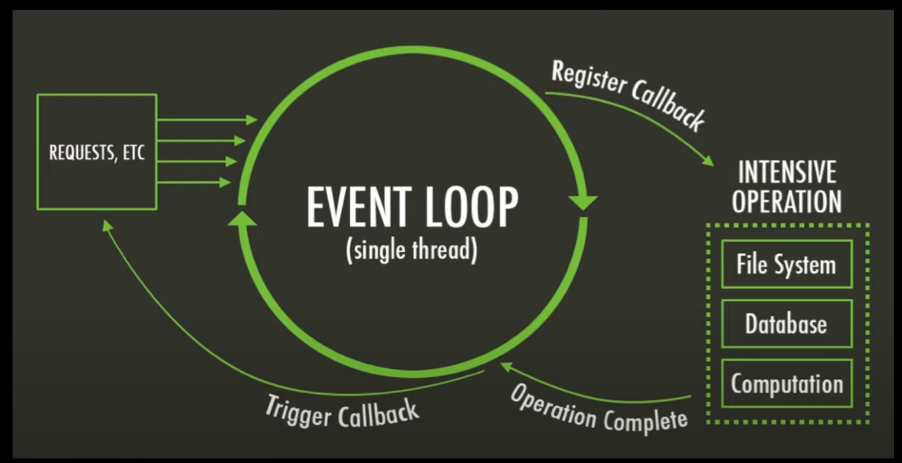 REQUESTS, ETC
EVENT LOOP
(single thread)
Register Callback
INTENSIVE
OPERATION
File System
Database
Computation
Operation Complete
Trigger Callback